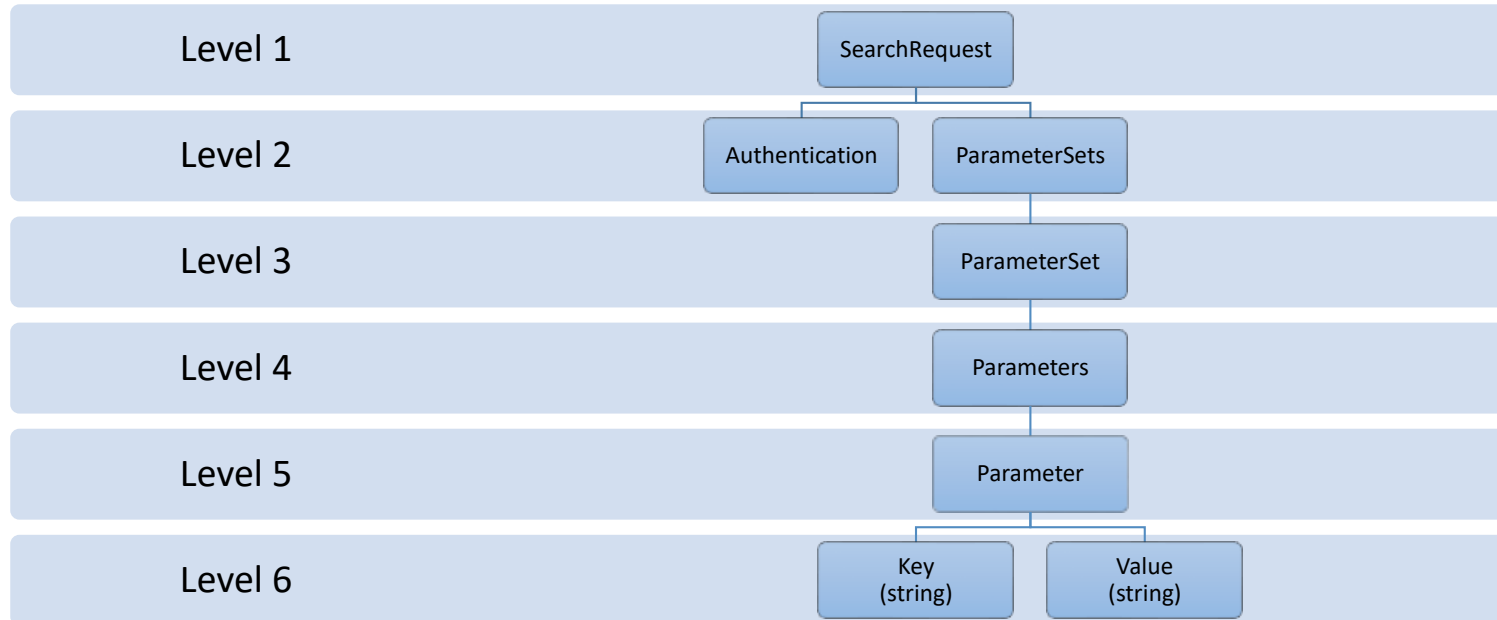 Level 1
SearchRequest
Level 2
Authentication
ParameterSets
Level 3
ParameterSet
Level 4
Parameters
Level 5
Parameter
Level 6
Key
(string)
Value
(string)